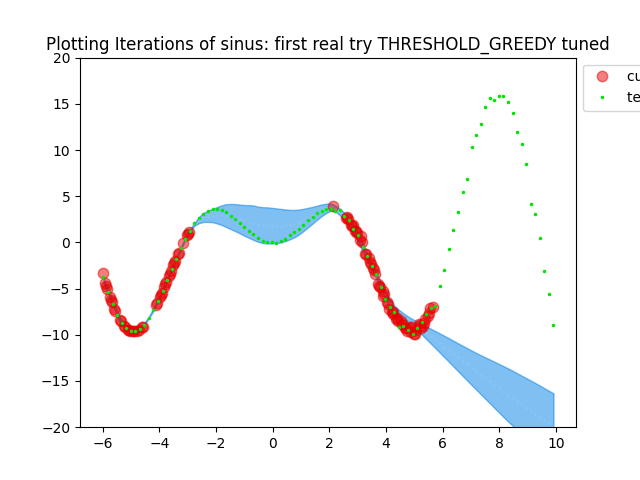 Plotting Iterations of sinus: first real try THRESHOLD_GREEDY tuned
20
15
10
5
0
−5
−10
−15
−20
−6 −4 −2 0 2 4 6 8 10
cu
te